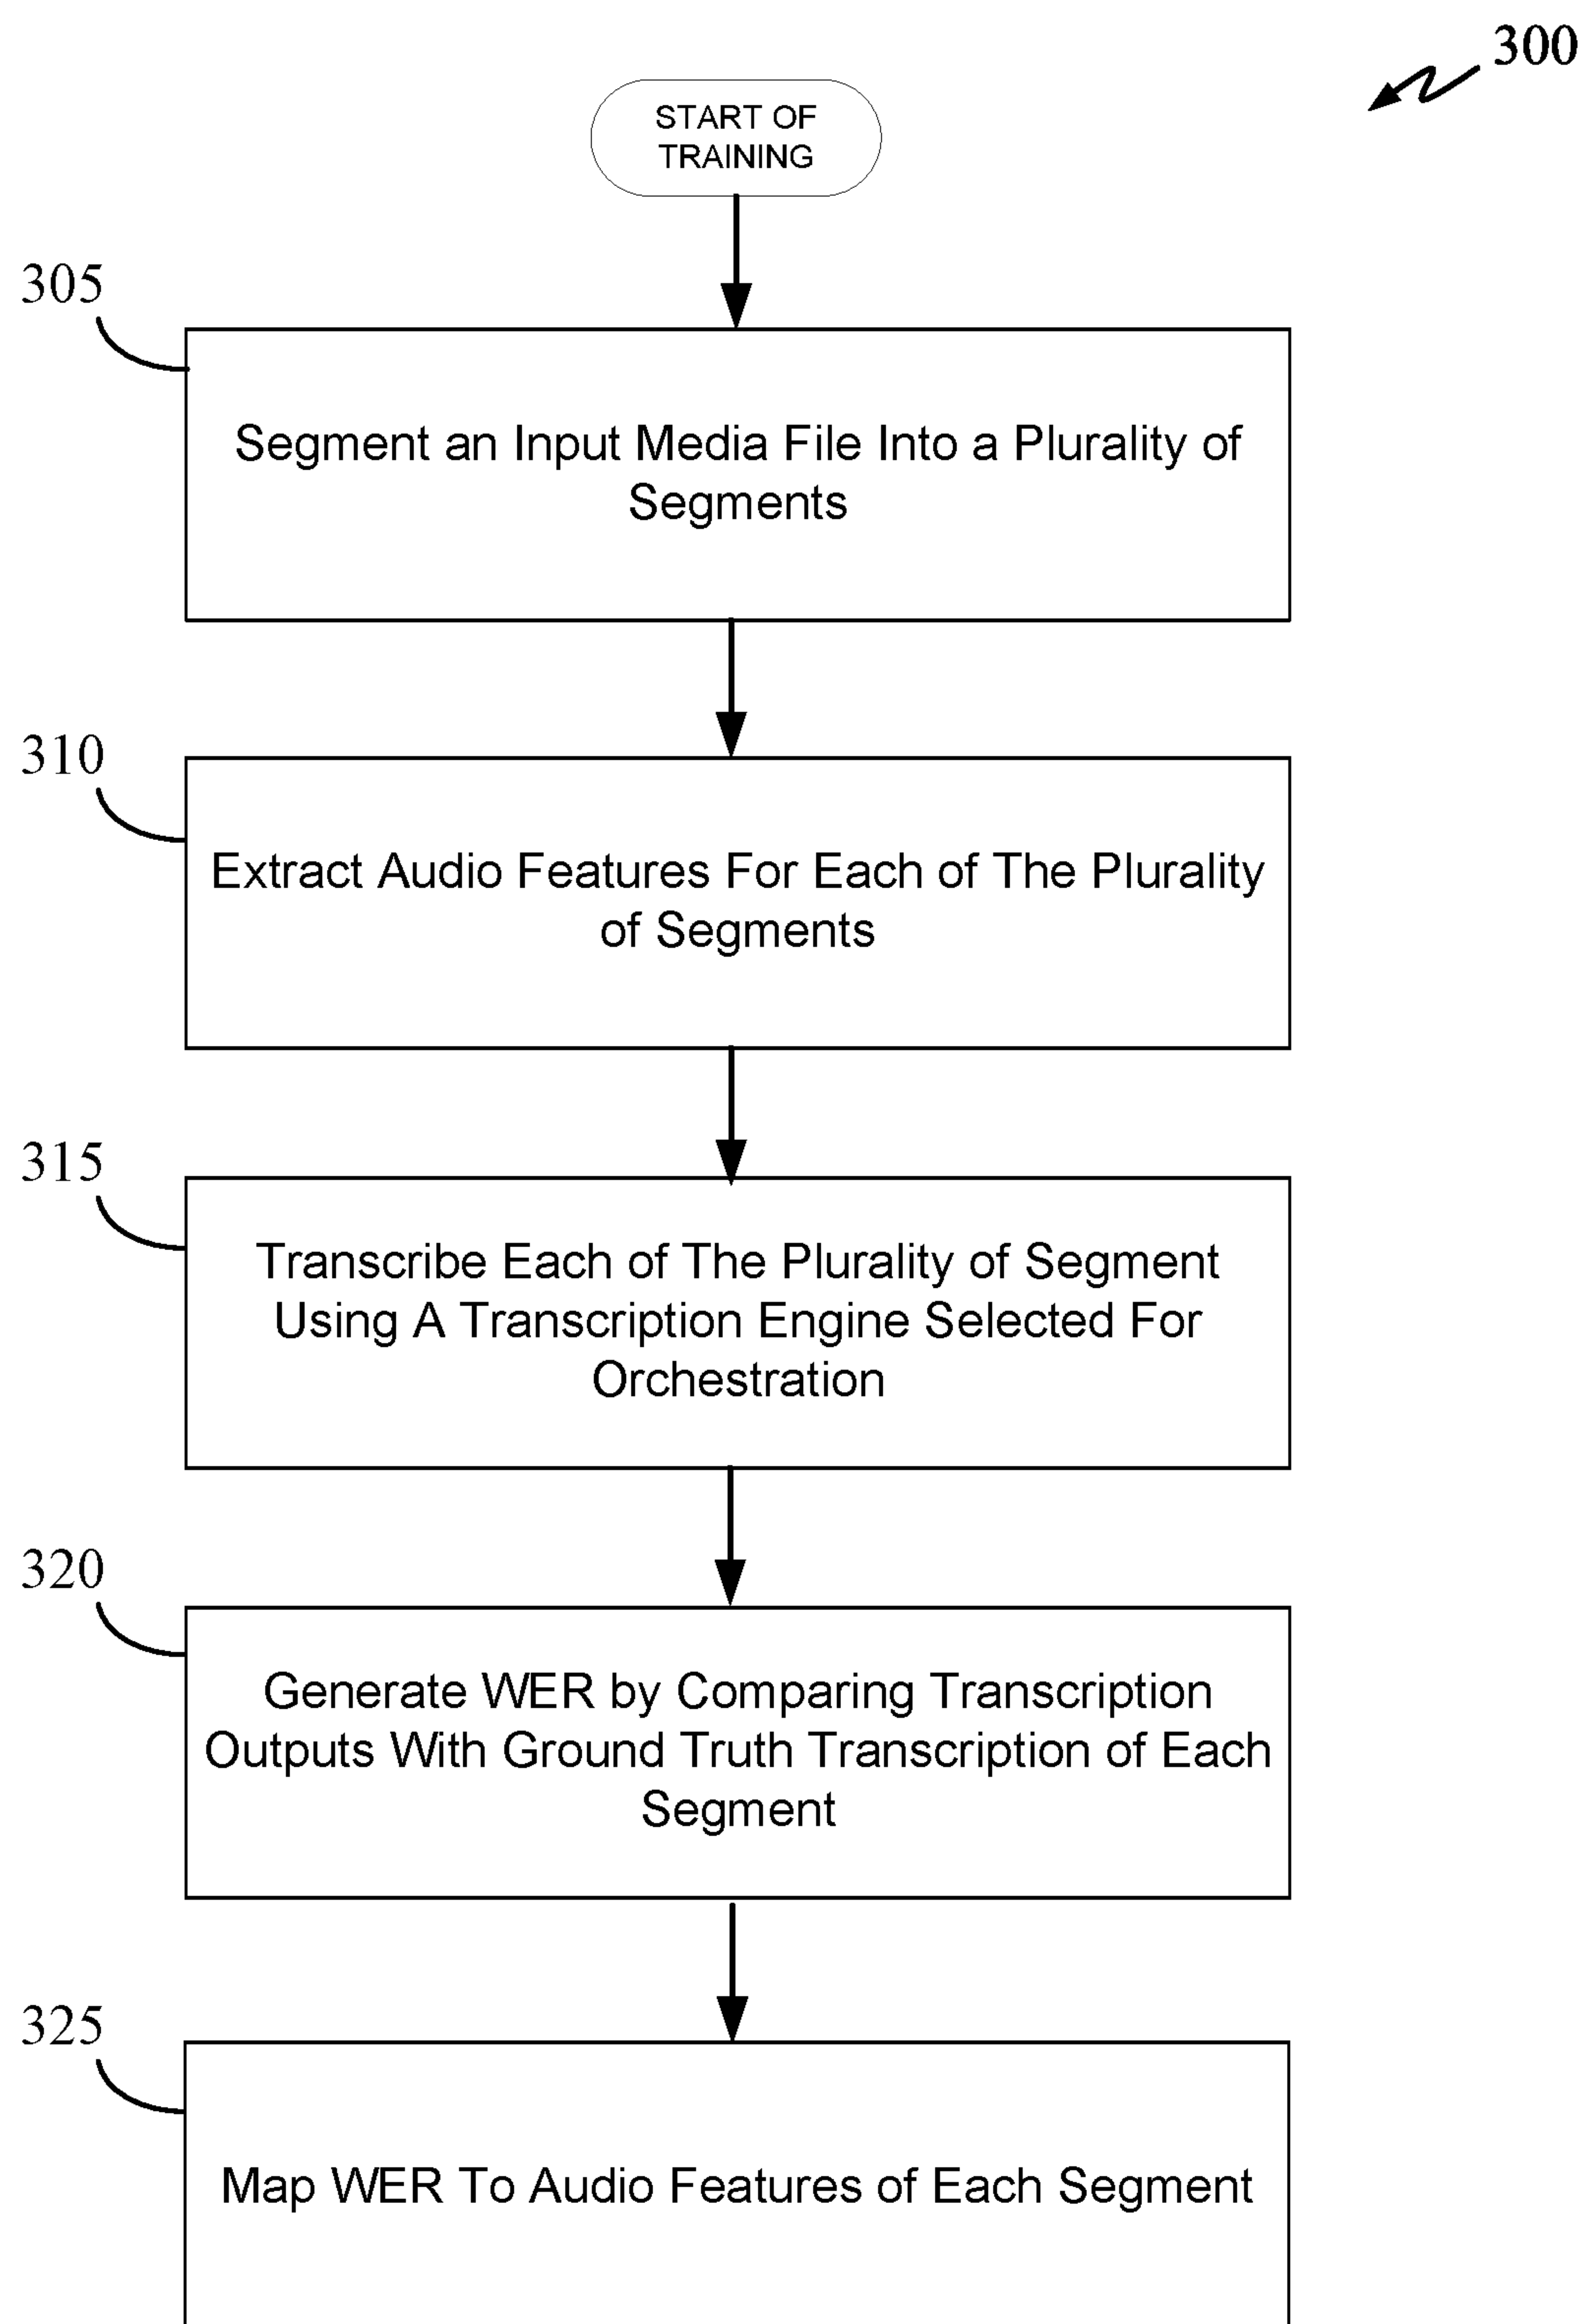 300
START OF
TRAINING
305
Segment an Input Media File Into a Plurality of
Segments
310
Extract Audio Features For Each of The Plurality
of Segments
315
Transcribe Each of The Plurality of Segment
Using A Transcription Engine Selected For
Orchestration
320
Generate WER by Comparing Transcription
Outputs With Ground Truth Transcription of Each
Segment
325
Map WER To Audio Features of Each Segment